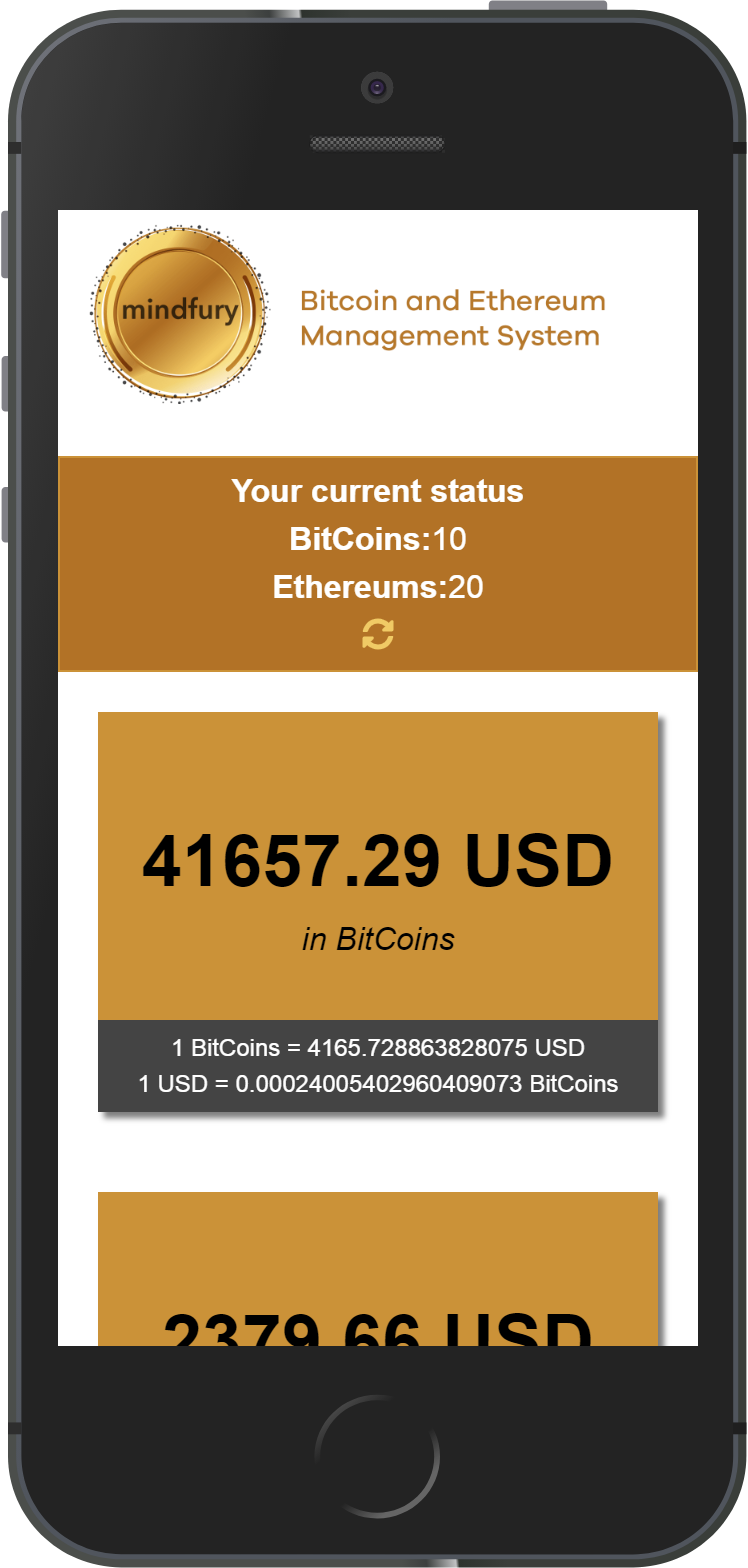 mindfury
Bitcoin and Ethereum
Management System
Your current status
BitCoins:10
Ethereums:20
41657.29 USD
in BitCoins
1 BitCoins = 4165.728863828075 USD
1 USD = 0.00024005402960409073 BitCoins
2379.66 USD